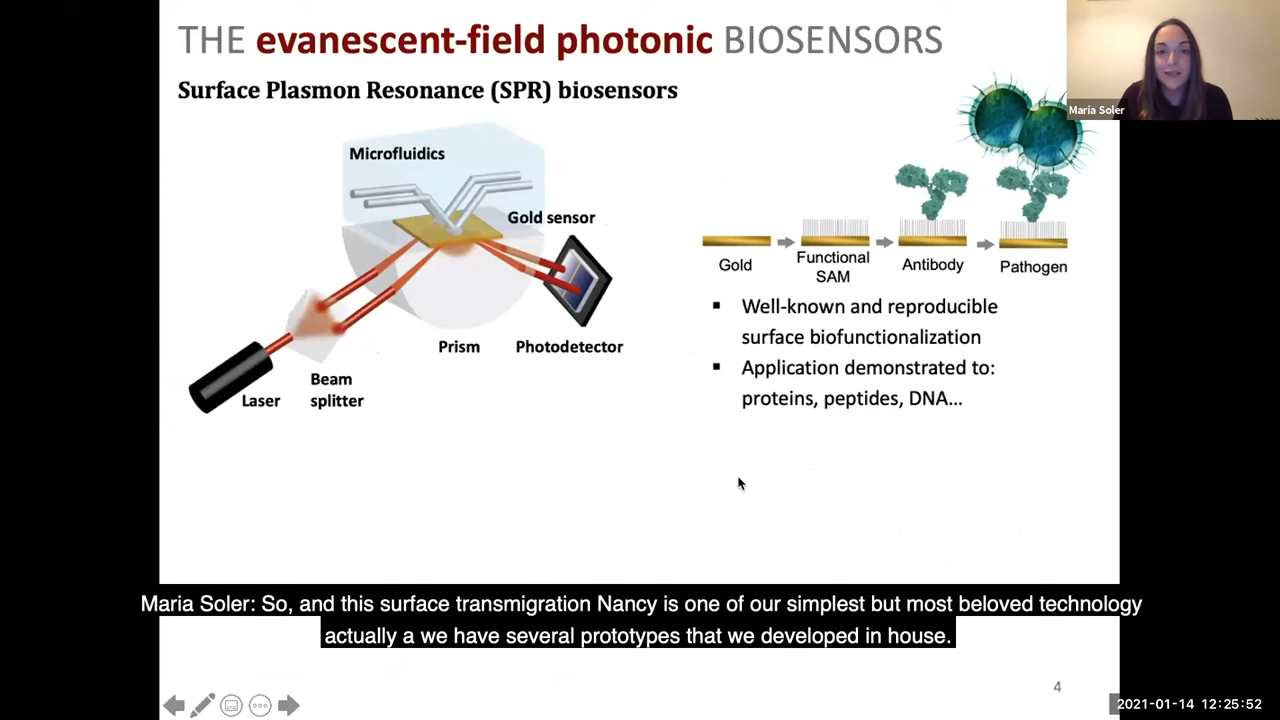 THE evanescent-field photonic BIOSENSORS
Surface Plasmon Resonance (SPR) biosensors
Maria Soler
Microfluidics
Gold sensor
Prism
Photodetector
Beam
splitter
Laser
Gold
Functional
SAM
Antibody
Pathogen
▪ Well-known and reproducible
surface biofunctionalization
▪ Application demonstrated to:
proteins, peptides, DNA...
Maria Soler: So, and this surface transmigration Nancy is one of our simplest but most beloved technology
actually a we have several prototypes that we developed in house.
4
2021-01-14 12:25:52